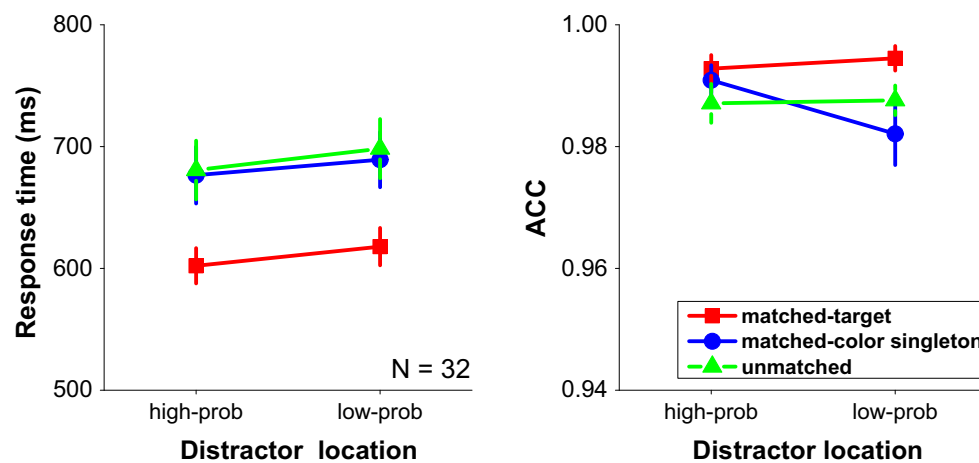 800
700
600
500
Response time (ms)
N = 32
high-prob
low-prob
Distractor location
1.00
0.98
0.96
0.94
ACC
matched-target
matched-color singleton
unmatched
high-prob
low-prob
Distractor location